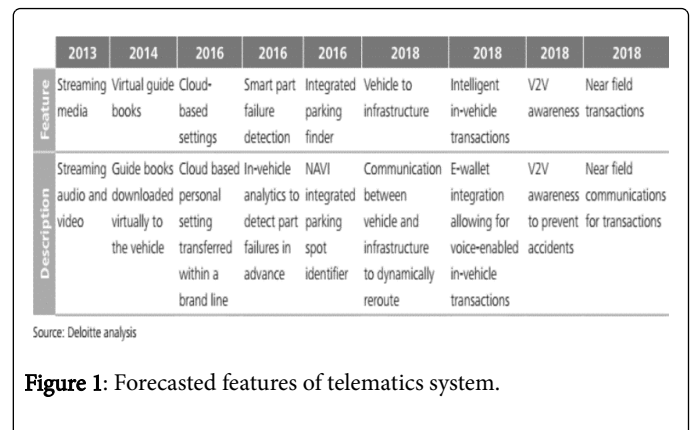 2013 2014 2016 2016 2016 2018 2018 2018 2018
Feature
Streaming Virtual guide Cloud- Smart part Integrated Vehicle to Intelligent V2V Near field
media books based failure parking infrastructure in-vehicle awareness transactions
settings detection finder transactions
Description
Streaming Guide books Cloud based In-vehicle NAVI Communication E-wallet V2V Near field
audio and downloaded personal analytics to integrated between integration awareness communications
video virtually to setting detect part parking vehicle and allowing for to prevent for transactions
the vehicle transferred failures in spot infrastructure voice-enabled accidents
within a advance identifier to dynamically in-vehicle
brand line reroute transactions
Source: Deloitte analysis
Figure 1: Forecasted features of telematics system.